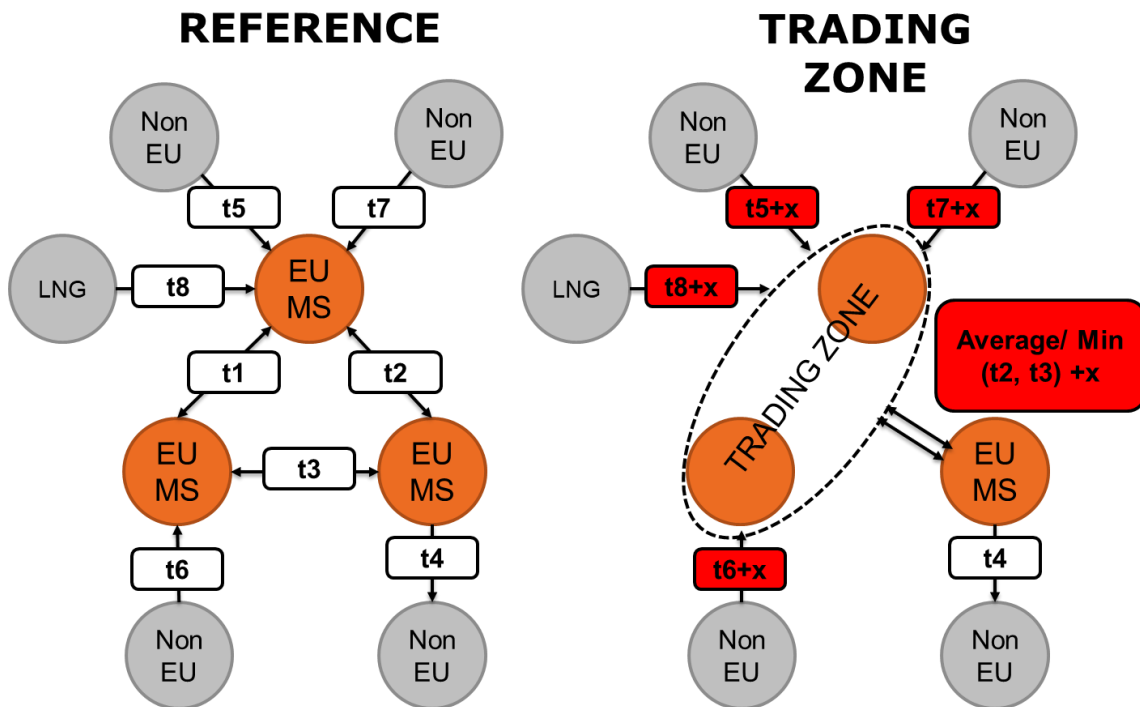 REFERENCE
Non
EU
Non
EU
t5
t7
LNG
t8
EU
MS
t1
t2
EU
MS
t3
EU
MS
t6
t4
Non
EU
Non
EU
TRADING
ZONE
Non
EU
Non
EU
t5+x
t7+x
LNG
t8+x
TRADING ZONE
Average/ Min
(t2, t3) +x
EU
MS
t6+x
t4
Non
EU
Non
EU